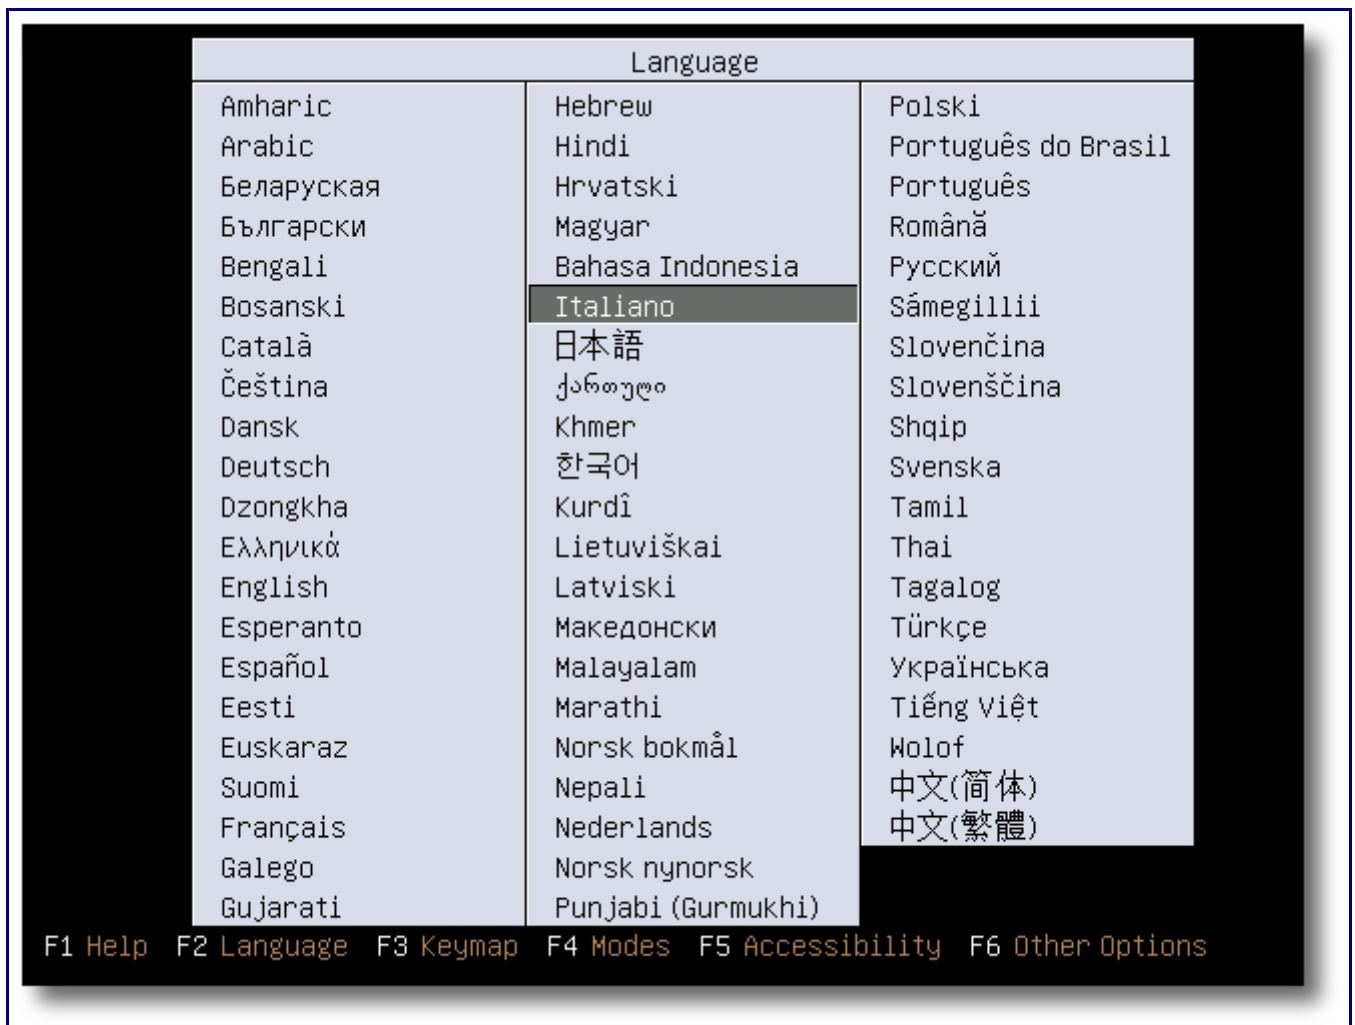 Language
Amharic
Arabic
Беларуская
Български
Bengali
Bosanski
Català
Čeština
Dansk
Deutsch
Dzongkha
Ελληνικά
English
Esperanto
Español
Eesti
Euskaraz
Suomi
Français
Galego
Gujarati
Hebrew
Hindi
Hrvatski
Magyar
Bahasa Indonesia
Italiano
日本語
ქართული
Khmer
한국어
Kurdî
Lietuviškai
Latviski
Македонски
Malayalam
Marathi
Norsk bokmål
Nepali
Nederlands
Norsk nynorsk
Punjabi (Gurmukhi)
Polski
Português do Brasil
Português
Română
Русский
Sámegillii
Slovenčina
Slovenščina
Shqip
Svenska
Tamil
Thai
Tagalog
Türkçe
Українська
Tiếng Việt
Wolof
中文(简体)
中文(繁體)
F1 Help F2 Language F3 Keymap F4 Modes F5 Accessibility F6 Other Options